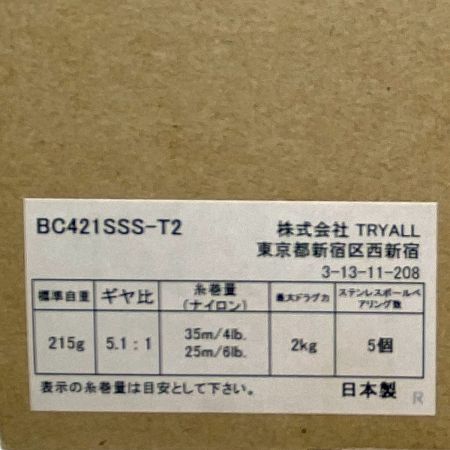 BC421SSS-T2
株式会社 TRYALL
東京都新宿区西新宿
3-13-11-208
標準自重 ギヤ比 糸巻量 (ナイロン) 最大ドラグ力 ステンレスボールベアリング数
215g 5.1:1 35m/4lb. 25m/6lb. 2kg 5個
表示の糸巻量は目安として下さい。 日本製 R